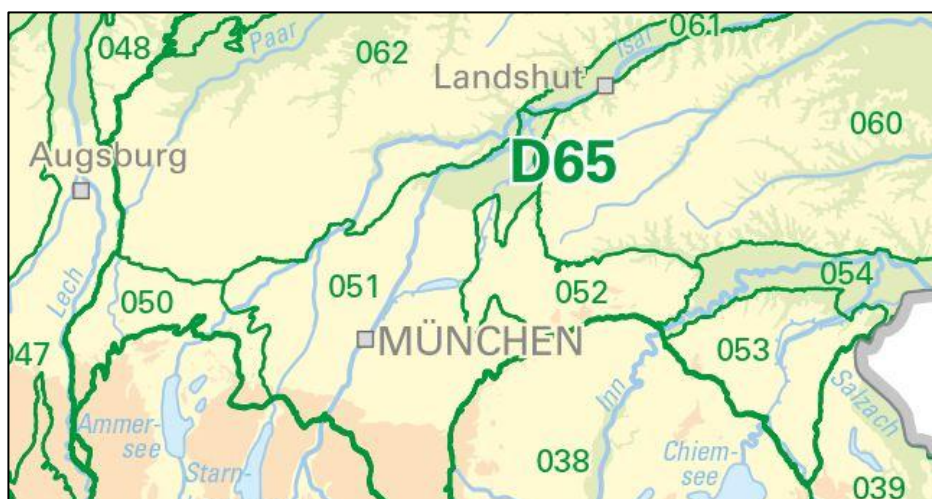 061
Paar
062
048
Isar
Landshut
060
D65
Augsburg
054
051
Lech
050
052
MÜNCHEN
053
047
Inn
Salzach
Ammer-
see
Chiem-
see
038
Starn-
039